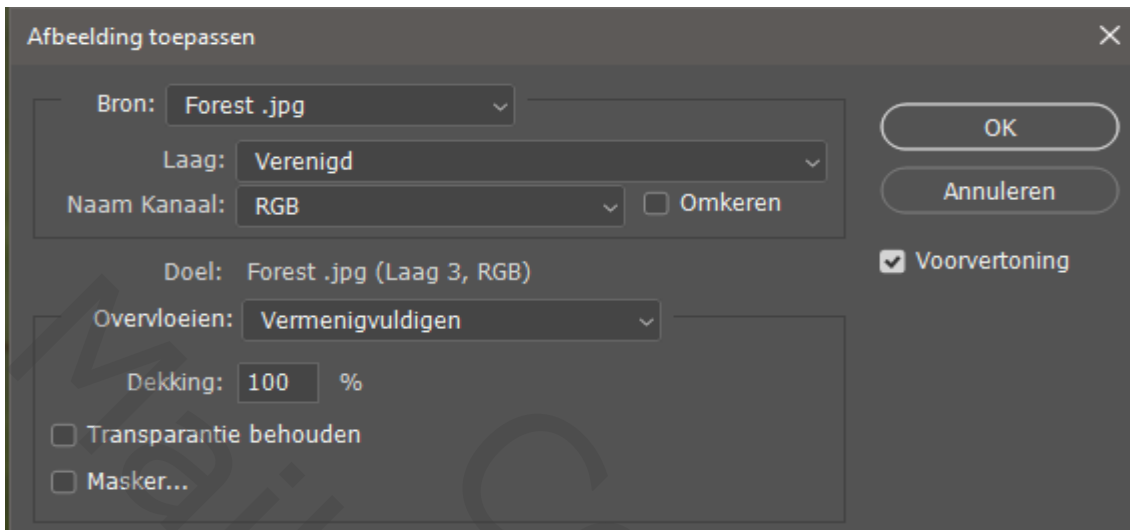 Afbeelding toepassen
Bron: Forest .jpg
OK
Laag: Verenigd
Annuleren
Naam Kanaal: RGB
Omkeren
Voorvertoning
Doel: Forest .jpg (Laag 3, RGB)
Overvloeien: Vermenigvuldigen
Dekking: 100 %
Transparantie behouden
Masker...